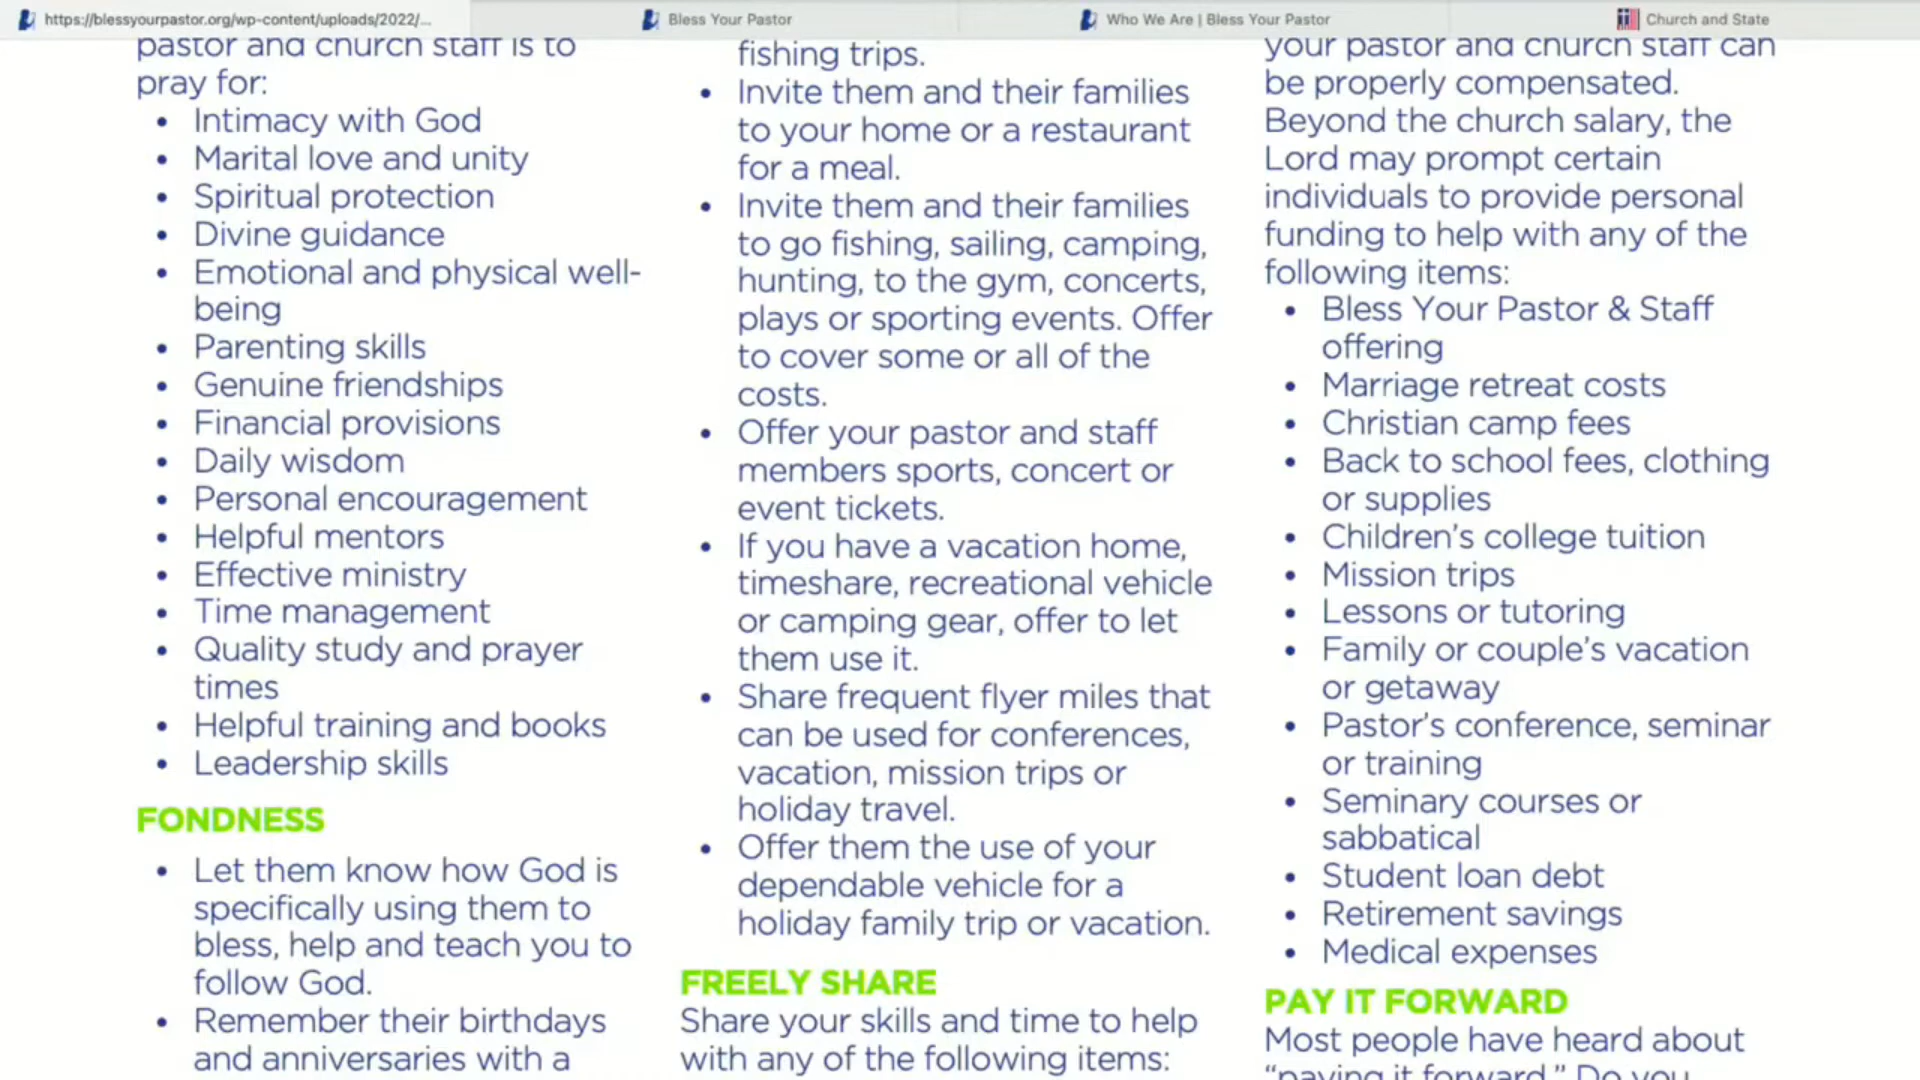 https://blessyourpastor.org/wp-content/uploads/2022/...
Bless Your Pastor
Who We Are | Bless Your Pastor
Church and State
pastor and church staff is to
pray for:
• Intimacy with God
• Marital love and unity
• Spiritual protection
• Divine guidance
• Emotional and physical well-
being
• Parenting skills
• Genuine friendships
• Financial provisions
• Daily wisdom
• Personal encouragement
• Helpful mentors
• Effective ministry
• Time management
• Quality study and prayer
times
• Helpful training and books
• Leadership skills
FONDNESS
• Let them know how God is
specifically using them to
bless, help and teach you to
follow God.
• Remember their birthdays
and anniversaries with a
fishing trips.
• Invite them and their families
to your home or a restaurant
for a meal.
• Invite them and their families
to go fishing, sailing, camping,
hunting, to the gym, concerts,
plays or sporting events. Offer
to cover some or all of the
costs.
• Offer your pastor and staff
members sports, concert or
event tickets.
• If you have a vacation home,
timeshare, recreational vehicle
or camping gear, offer to let
them use it.
• Share frequent flyer miles that
can be used for conferences,
vacation, mission trips or
holiday travel.
• Offer them the use of your
dependable vehicle for a
holiday family trip or vacation.
FREELY SHARE
Share your skills and time to help
with any of the following items:
your pastor and church staff can
be properly compensated.
Beyond the church salary, the
Lord may prompt certain
individuals to provide personal
funding to help with any of the
following items:
• Bless Your Pastor & Staff
offering
• Marriage retreat costs
• Christian camp fees
• Back to school fees, clothing
or supplies
• Children's college tuition
• Mission trips
• Lessons or tutoring
• Family or couple's vacation
or getaway
• Pastor's conference, seminar
or training
• Seminary courses or
sabbatical
• Student loan debt
• Retirement savings
• Medical expenses
PAY IT FORWARD
Most people have heard about
"paying it forward." Do you